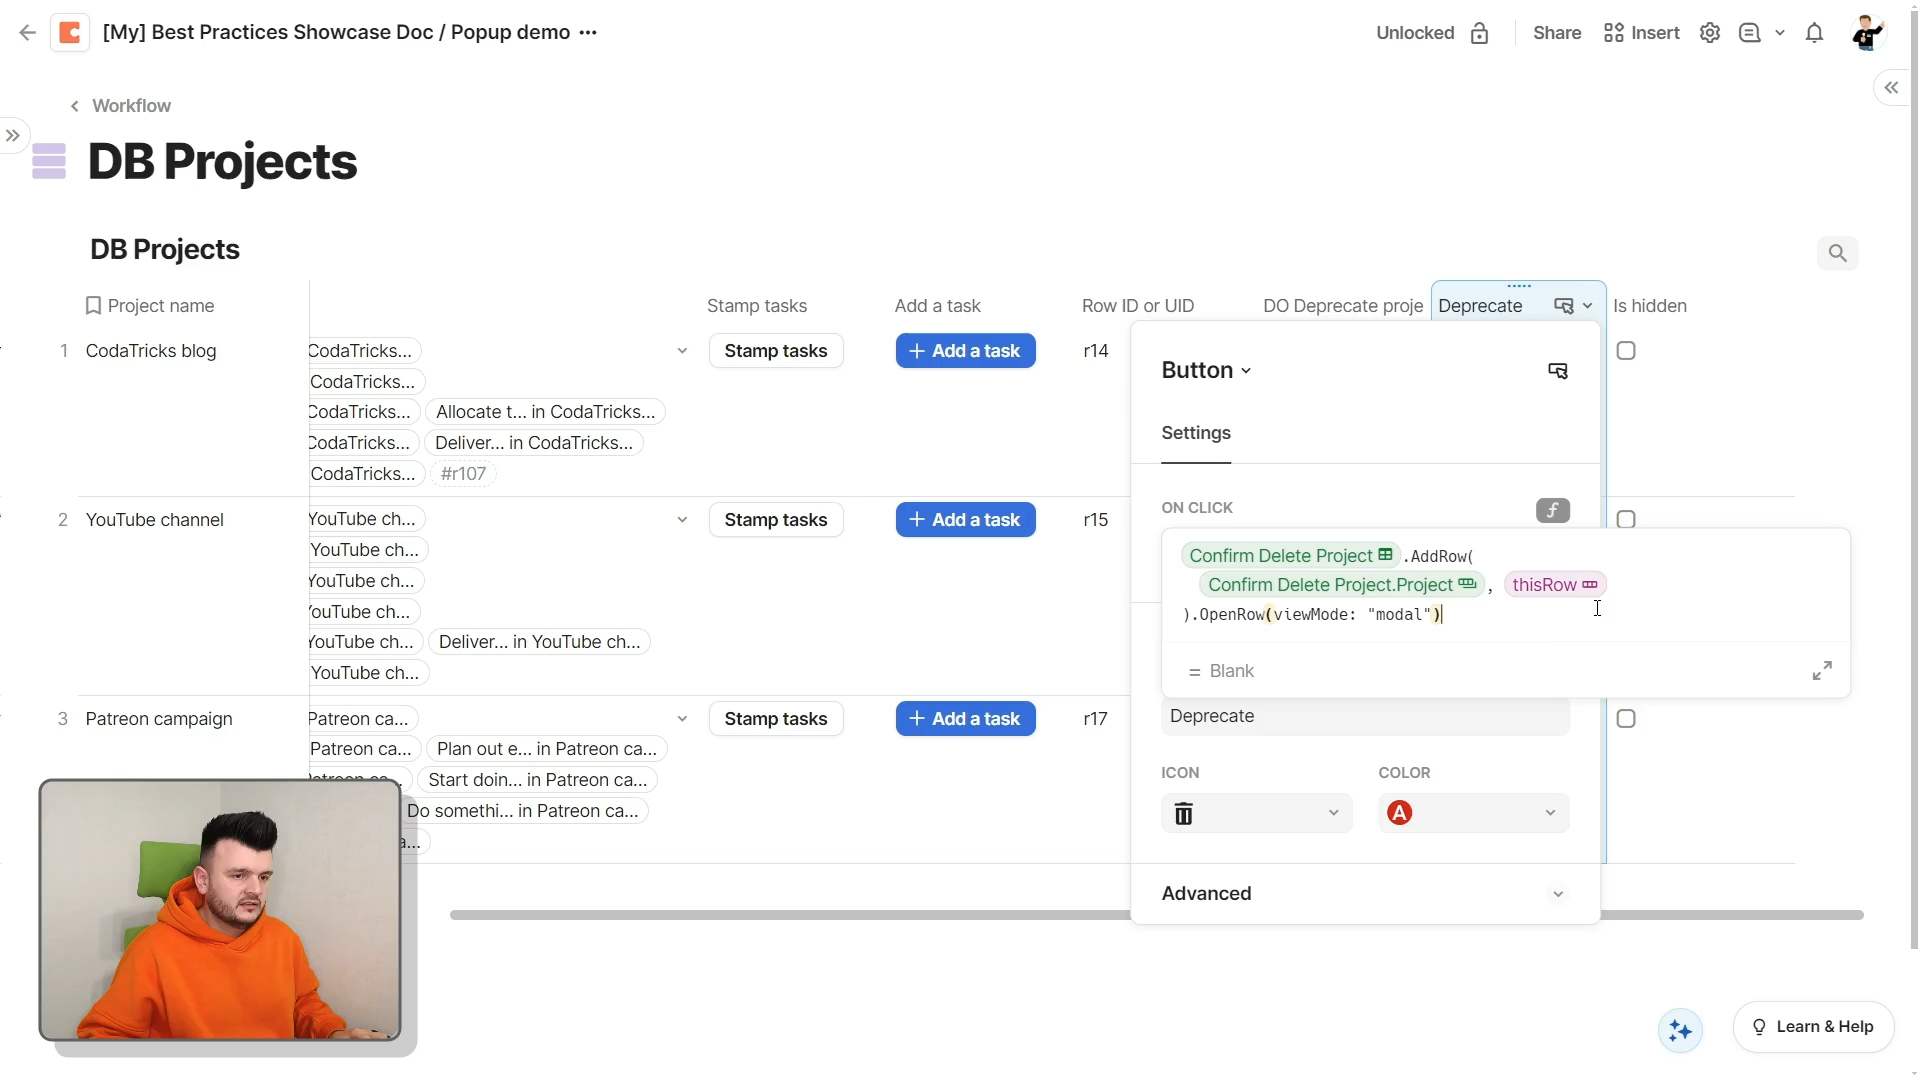 [My] Best Practices Showcase Doc / Popup demo
Unlocked
Share
Insert
Workflow
DB Projects
DB Projects
Project name
Stamp tasks
Add a task
Row ID or UID
DO Deprecate proje
Deprecate
Is hidden
1 CodaTricks blog
CodaTricks...
Stamp tasks
+ Add a task
r14
CodaTricks...
CodaTricks...
Allocate t... in CodaTricks...
CodaTricks...
Deliver... in CodaTricks...
CodaTricks...
#r107
2 YouTube channel
YouTube ch...
Stamp tasks
+ Add a task
r15
YouTube ch...
YouTube ch...
YouTube ch...
YouTube ch...
Deliver... in YouTube ch...
YouTube ch...
3 Patreon campaign
Patreon ca...
Stamp tasks
+ Add a task
r17
Patreon ca...
Plan out e... in Patreon ca...
Start doin... in Patreon ca...
Do somethi... in Patreon ca...
Button
Settings
ON CLICK
f
Confirm Delete Project .AddRow(
Confirm Delete Project.Project , thisRow
).OpenRow(viewMode: "modal")
= Blank
Deprecate
ICON
COLOR
A
Advanced
Learn & Help